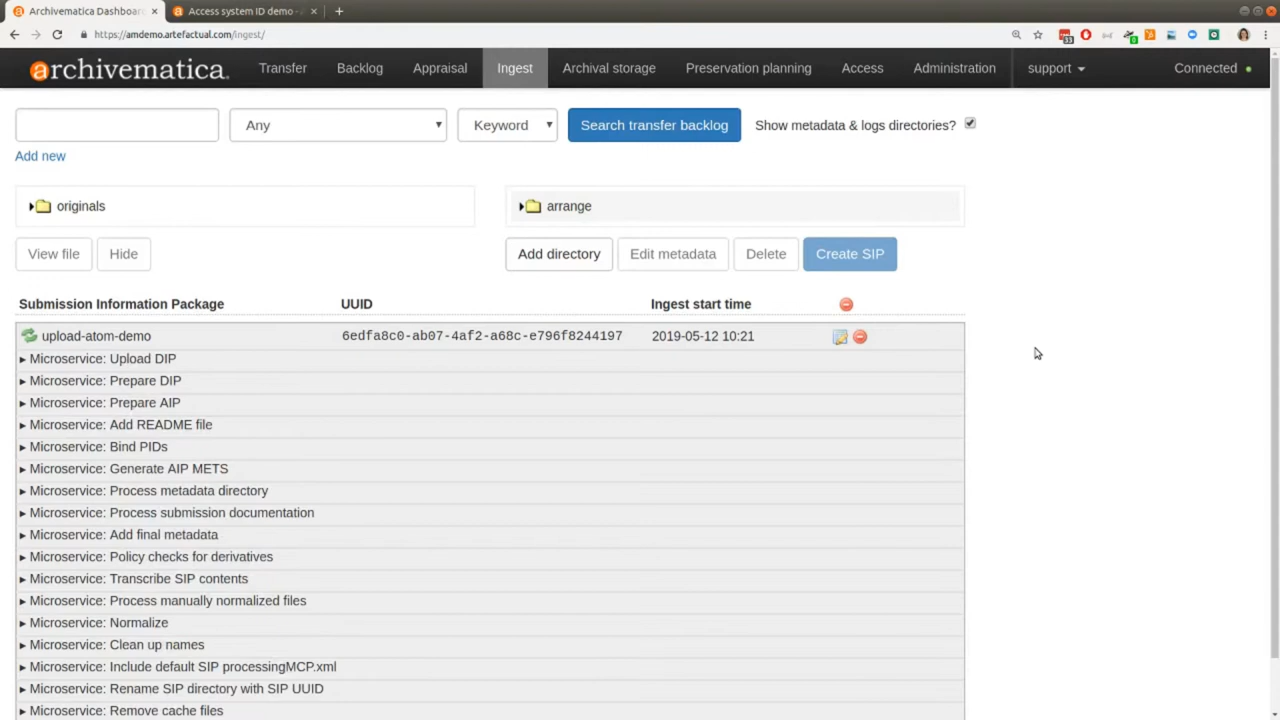 Archivematica Dashboar
Access system ID demo -
https://amdemo.artefactual.com/ingest/
33
0
archivematica.
Transfer
Backlog
Appraisal
Ingest
Archival storage
Preservation planning
Access
Administration
support
Connected
Any
Keyword
Search transfer backlog
Show metadata & logs directories?
Add new
originals
arrange
View file
Hide
Add directory
Edit metadata
Delete
Create SIP
Submission Information Package UUID Ingest start time
upload-atom-demo 6edfa8c0-ab07-4af2-a68c-e796f8244197 2019-05-12 10:21
Microservice: Upload DIP
Microservice: Prepare DIP
Microservice: Prepare AIP
Microservice: Add README file
Microservice: Bind PIDs
Microservice: Generate AIP METS
Microservice: Process metadata directory
Microservice: Process submission documentation
Microservice: Add final metadata
Microservice: Policy checks for derivatives
Microservice: Transcribe SIP contents
Microservice: Process manually normalized files
Microservice: Normalize
Microservice: Clean up names
Microservice: Include default SIP processingMCP.xml
Microservice: Rename SIP directory with SIP UUID
Microservice: Remove cache files